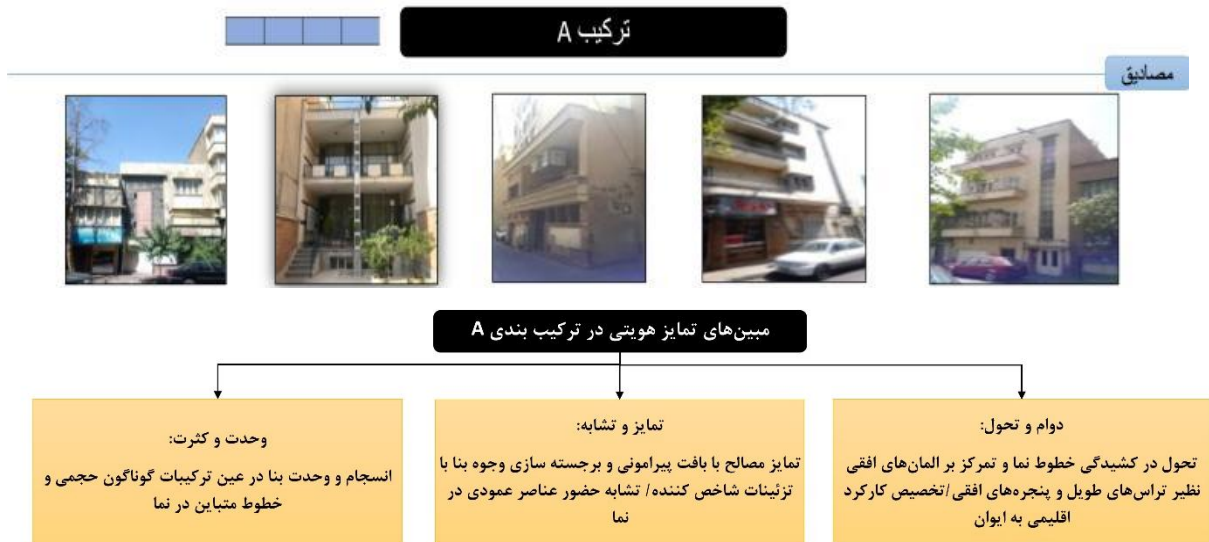 ترکیب A
مصادیق
مبین‌های تمایز هویتی در ترکیب بندی A
دوام و تحول:
تحول در کشیدگی خطوط نما و تمرکز بر المان‌های افقی
نظیر تراس‌های طویل و پنجره‌های افقی/تخصیص کارکرد
اقلیمی به ایوان
تمایز و تشابه:
تمایز مصالح با بافت پیرامونی و برجسته سازی وجوه بنا با
تزئینات شاخص کننده/ تشابه حضور عناصر عمودی در
نما
وحدت و کثرت:
انسجام و وحدت بنا در عین ترکیبات گوناگون حجمی و
خطوط متباین در نما